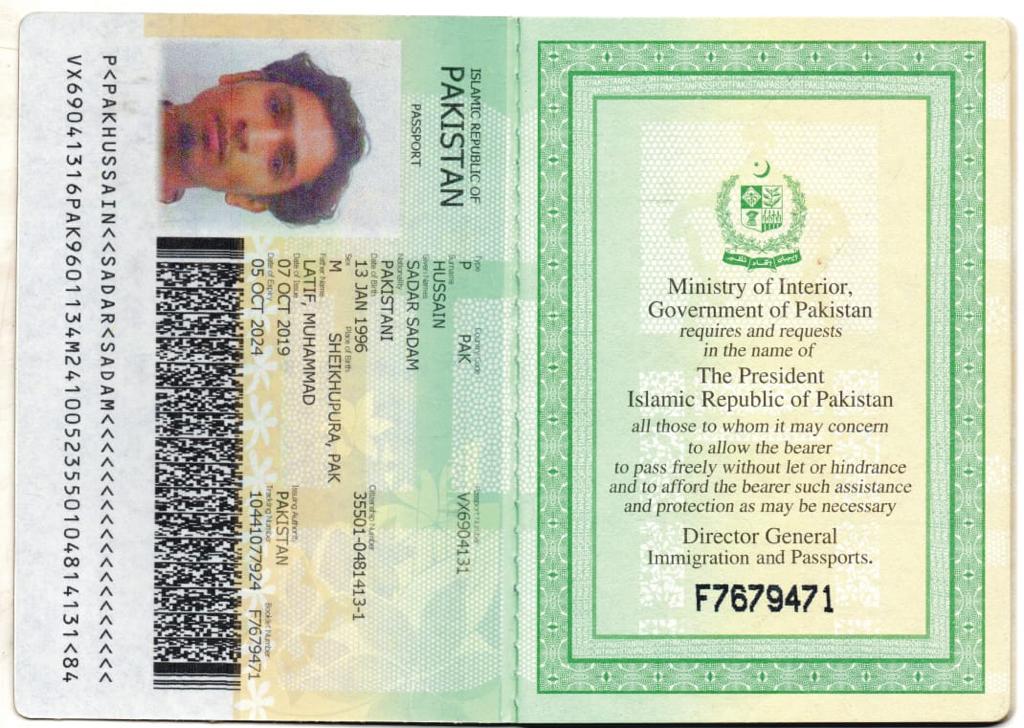 ISLAMIC REPUBLIC OF
PAKISTAN
PASSPORT
Type Country Code Passport Number
P PAK VX6904131
Surname
HUSSAIN
Given Names
SADAR SADAM
Nationality
PAKISTANI
Date of Birth Citizenship Number
13 JAN 1996 35501-0481413-1
Sex Place of Birth
M SHEIKHUPURA, PAK
Father Name
LATIF, MUHAMMAD
Date of Issue Issuing Authority
07 OCT 2019 PAKISTAN
Date of Expiry Tracking Number Booklet Number
05 OCT 2024 10441077924 F7679471
P<PAKHUSSAIN<<SADAR<SADAM<<<<<<<<<<<<<<<<<<<
VX69041316PAK9601134M24100523550104814131<84
Ministry of Interior,
Government of Pakistan
requires and requests
in the name of
The President
Islamic Republic of Pakistan
all those to whom it may concern
to allow the bearer
to pass freely without let or hindrance
and to afford the bearer such assistance
and protection as may be necessary
Director General
Immigration and Passports.
F7679471